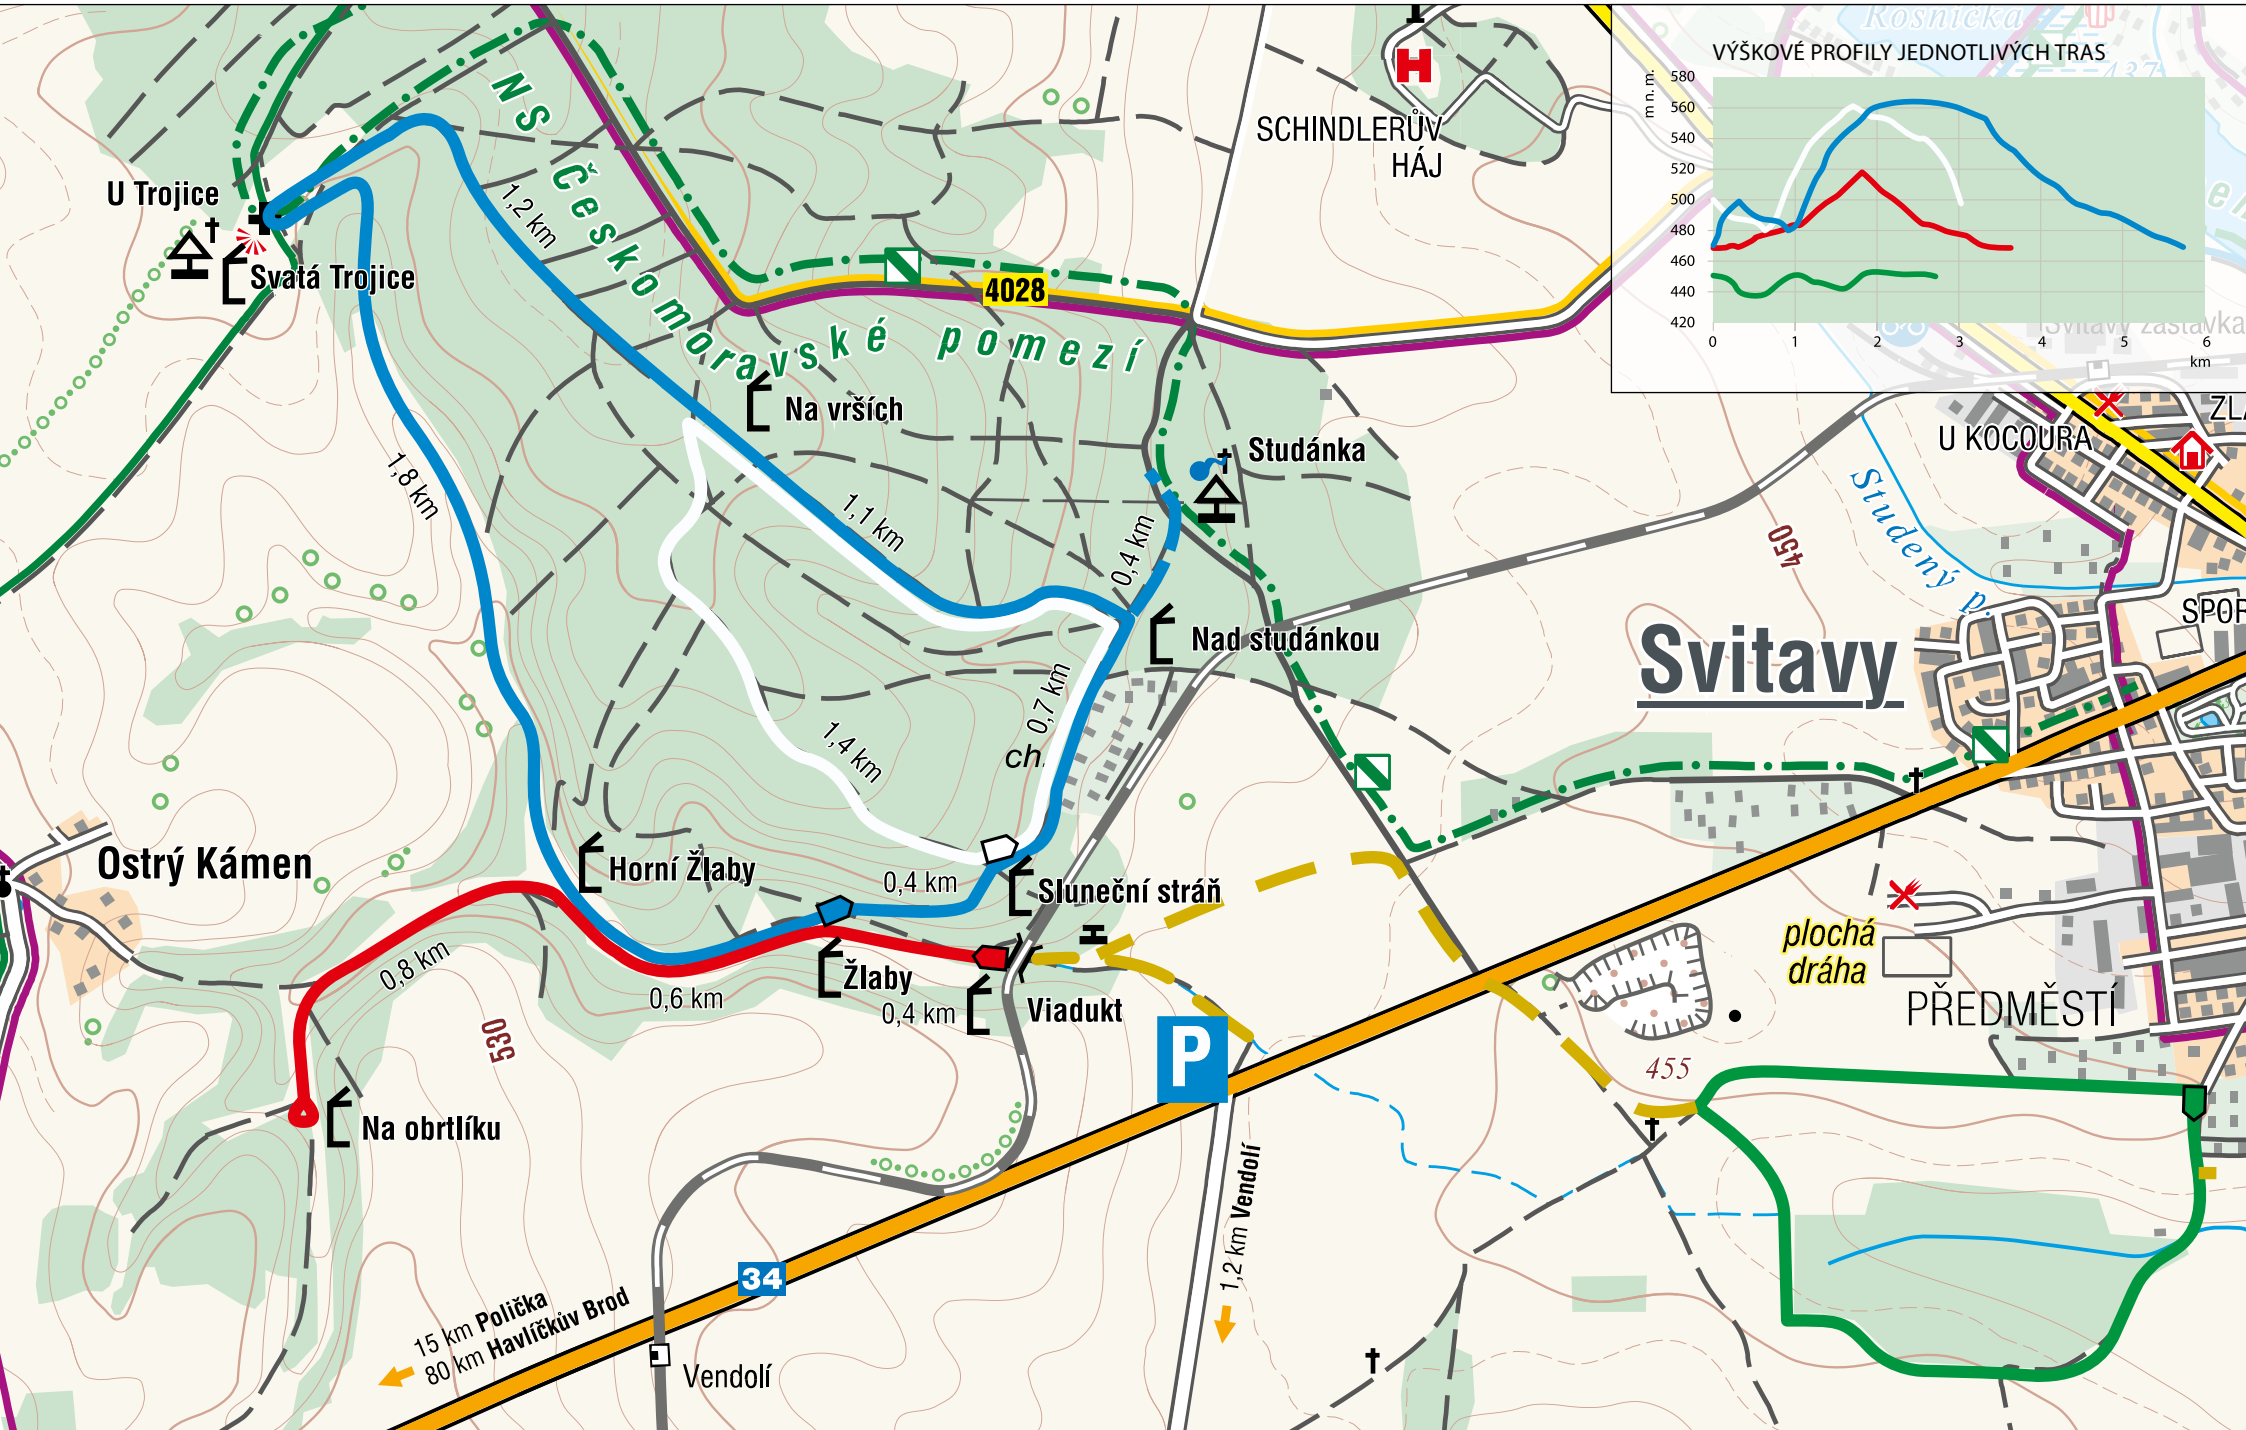 Rosnička
VÝŠKOVÉ PROFILY JEDNOTLIVÝCH TRAS
437
m n. m.
580
560
540
520
500
480
460
440
420
0
1
2
3
4
5
6
km
Svitavy zastávka
SCHINDLERŮV
HÁJ
NS Českomoravské pomezí
U Trojice
Svatá Trojice
1,2 km
4028
Na vrších
Studánka
U KOCOURA
ZLA
1,8 km
1,1 km
0,4 km
450
Studený p.
SPOR
Nad studánkou
Svitavy
0,7 km
ch.
1,4 km
Ostrý Kámen
Horní Žlaby
0,4 km
Sluneční stráň
0,8 km
0,6 km
Žlaby
0,4 km
Viadukt
plochá
dráha
PŘEDMĚSTÍ
530
P
455
Na obrtlíku
1,2 km Vendolí
34
15 km Polička
80 km Havlíčkův Brod
Vendolí